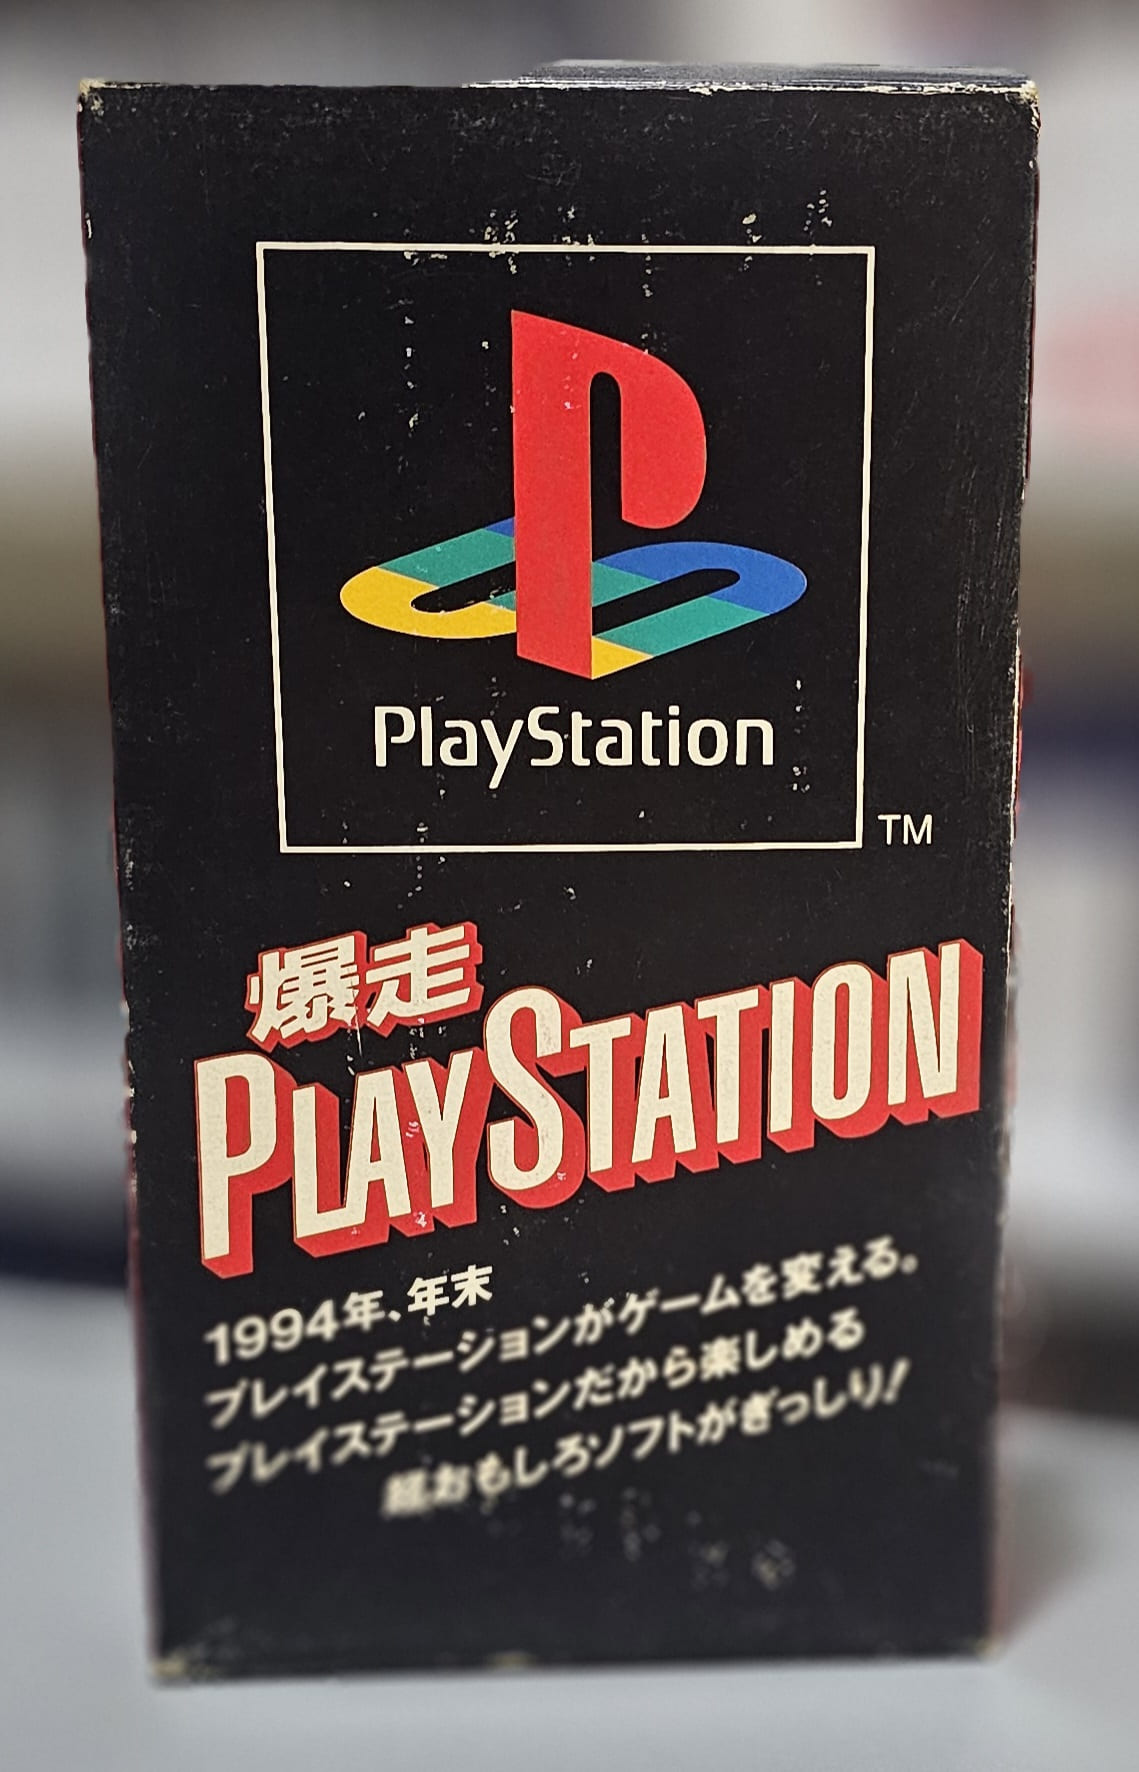 PlayStation
TM
爆走
PLAYSTATION
1994年、年末
プレイステーションがゲームを変える。
プレイステーションだから楽しめる
超おもしろソフトがぎっしり!